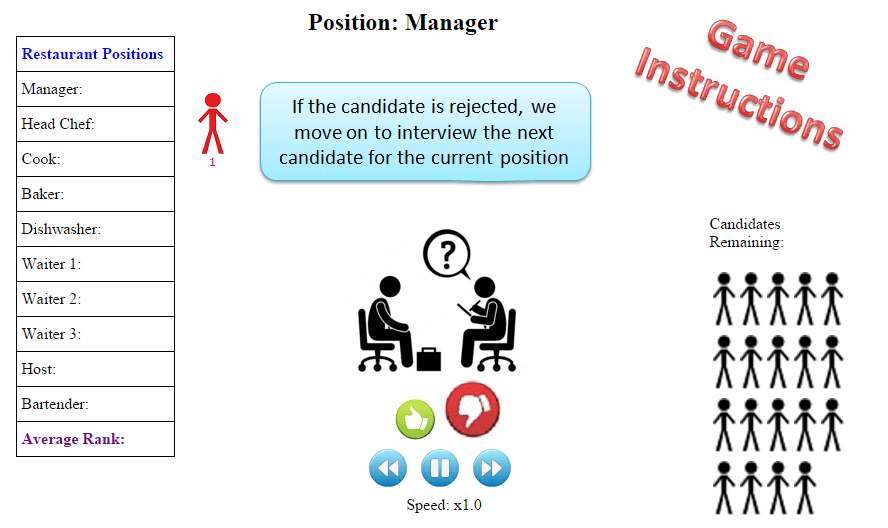 Position: Manager
Game
Instructions
Restaurant Positions
Manager:
Head Chef:
Cook:
Baker:
Dishwasher:
Waiter 1:
Waiter 2:
Waiter 3:
Host:
Bartender:
Average Rank:
1
If the candidate is rejected, we
move on to interview the next
candidate for the current position
?
Candidates
Remaining:
Speed: x1.0